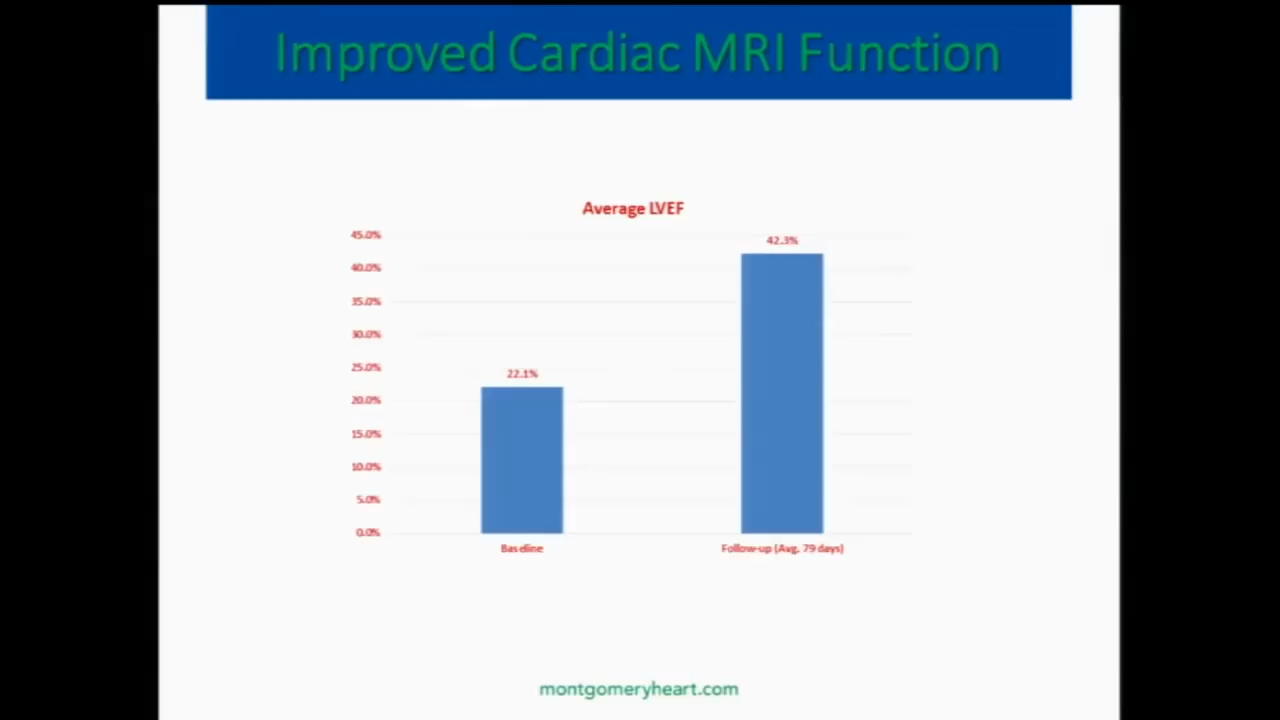 Improved Cardiac MRI Function
Average LVEF
45.0%
40.0%
35.0%
30.0%
25.0%
20.0%
15.0%
10.0%
5.0%
0.0%
22.1%
42.3%
Baseline
Follow-up (Avg. 79 days)
montgomeryheart.com